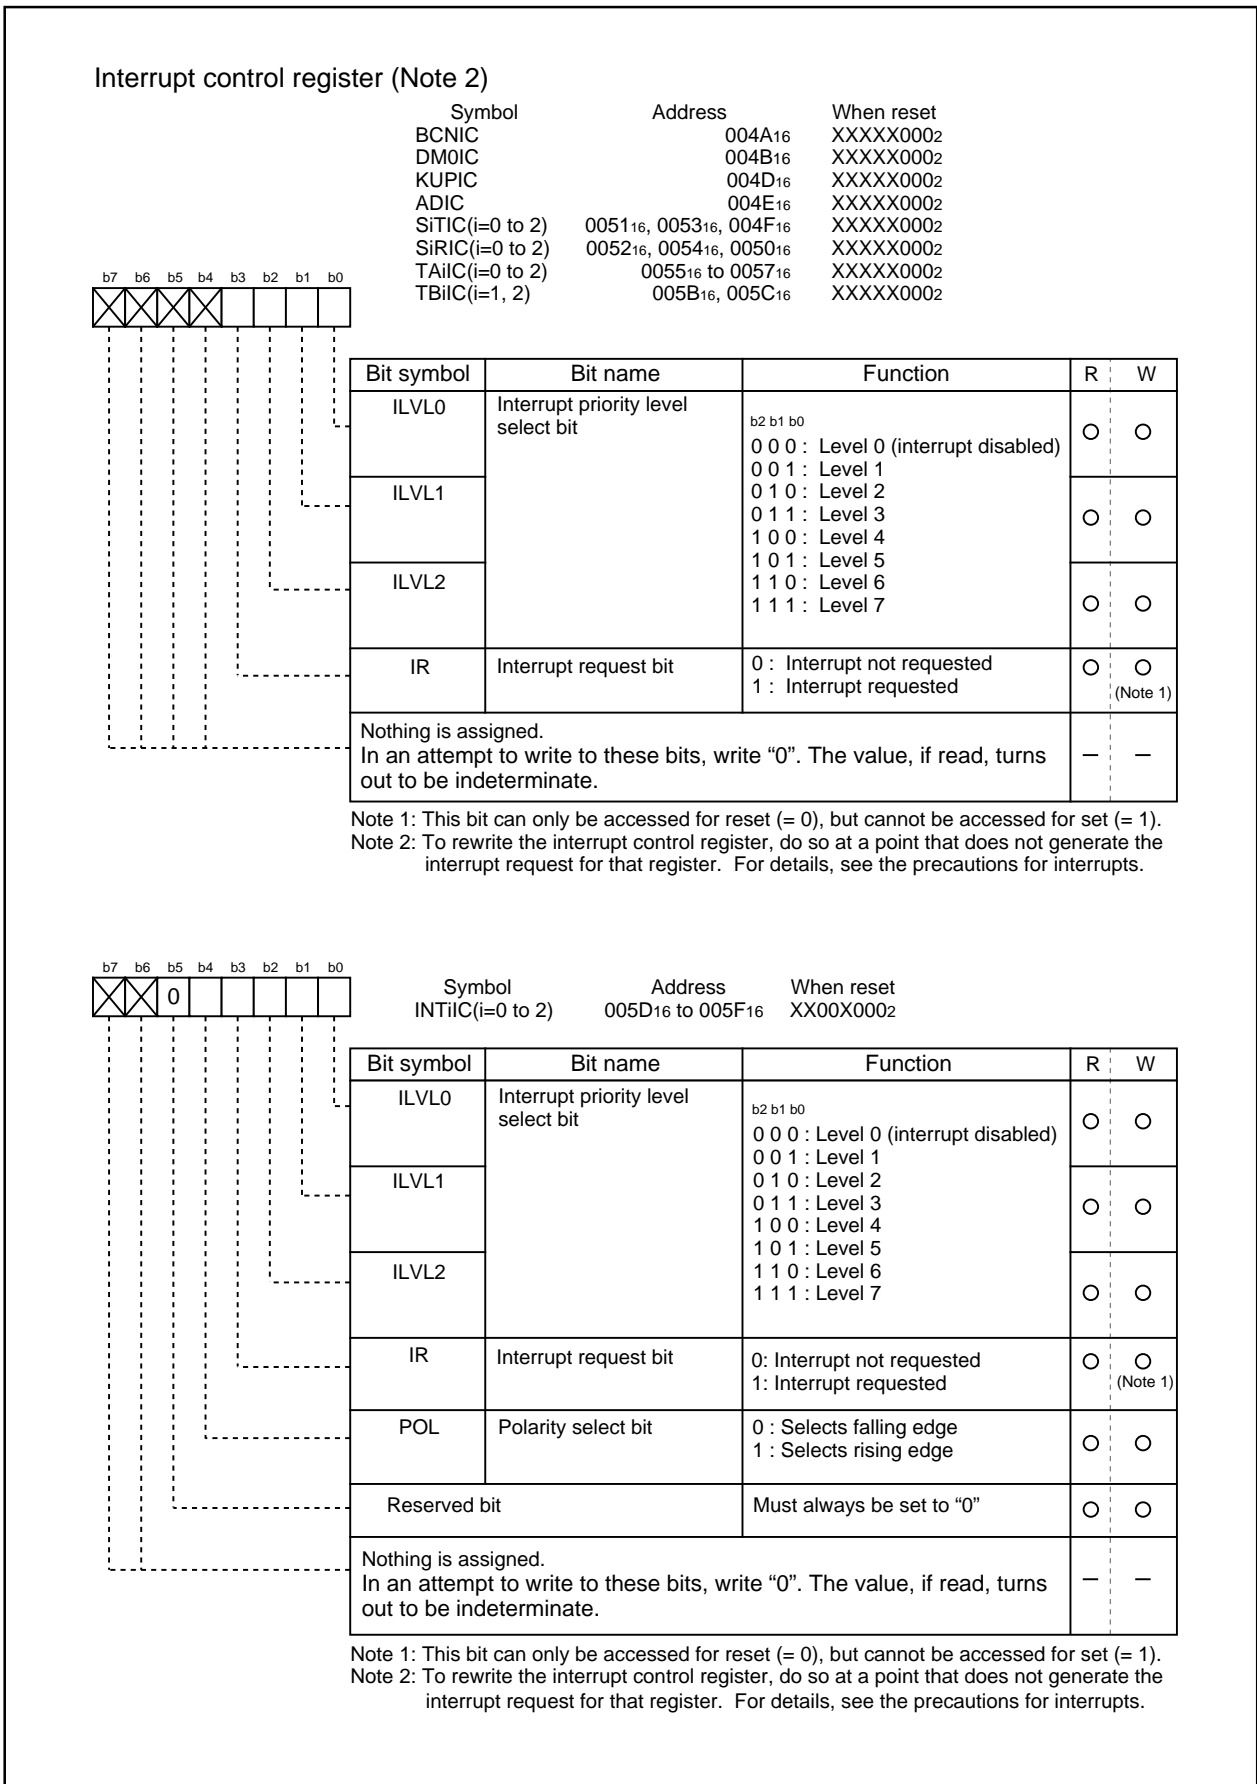 Interrupt control register (Note 2)
Symbol Address When reset
BCNIC 004A16 XXXXX0002
DM0IC 004B16 XXXXX0002
KUPIC 004D16 XXXXX0002
ADIC 004E16 XXXXX0002
SiTIC(i=0 to 2) 005116, 005316, 004F16 XXXXX0002
SiRIC(i=0 to 2) 005216, 005416, 005016 XXXXX0002
TAiIC(i=0 to 2) 005516 to 005716 XXXXX0002
TBiIC(i=1, 2) 005B16, 005C16 XXXXX0002
b7 b6 b5 b4 b3 b2 b1 b0
Bit symbol Bit name Function R W
ILVL0 Interrupt priority level
select bit
b2 b1 b0
0 0 0 : Level 0 (interrupt disabled)
0 0 1 : Level 1
ILVL1 0 1 0 : Level 2
0 1 1 : Level 3
1 0 0 : Level 4
1 0 1 : Level 5
ILVL2 1 1 0 : Level 6
1 1 1 : Level 7
IR Interrupt request bit 0 : Interrupt not requested
1 : Interrupt requested (Note 1)
Nothing is assigned.
In an attempt to write to these bits, write “0”. The value, if read, turns
out to be indeterminate.
– –
Note 1: This bit can only be accessed for reset (= 0), but cannot be accessed for set (= 1).
Note 2: To rewrite the interrupt control register, do so at a point that does not generate the
interrupt request for that register. For details, see the precautions for interrupts.
b7 b6 b5 b4 b3 b2 b1 b0
0
Symbol Address When reset
INTiIC(i=0 to 2) 005D16 to 005F16 XX00X0002
Bit symbol Bit name Function R W
ILVL0 Interrupt priority level
select bit
b2 b1 b0
0 0 0 : Level 0 (interrupt disabled)
0 0 1 : Level 1
ILVL1 0 1 0 : Level 2
0 1 1 : Level 3
1 0 0 : Level 4
1 0 1 : Level 5
ILVL2 1 1 0 : Level 6
1 1 1 : Level 7
IR Interrupt request bit 0: Interrupt not requested
1: Interrupt requested (Note 1)
POL Polarity select bit 0 : Selects falling edge
1 : Selects rising edge
Reserved bit Must always be set to “0”
Nothing is assigned.
In an attempt to write to these bits, write “0”. The value, if read, turns
out to be indeterminate.
– –
Note 1: This bit can only be accessed for reset (= 0), but cannot be accessed for set (= 1).
Note 2: To rewrite the interrupt control register, do so at a point that does not generate the
interrupt request for that register. For details, see the precautions for interrupts.